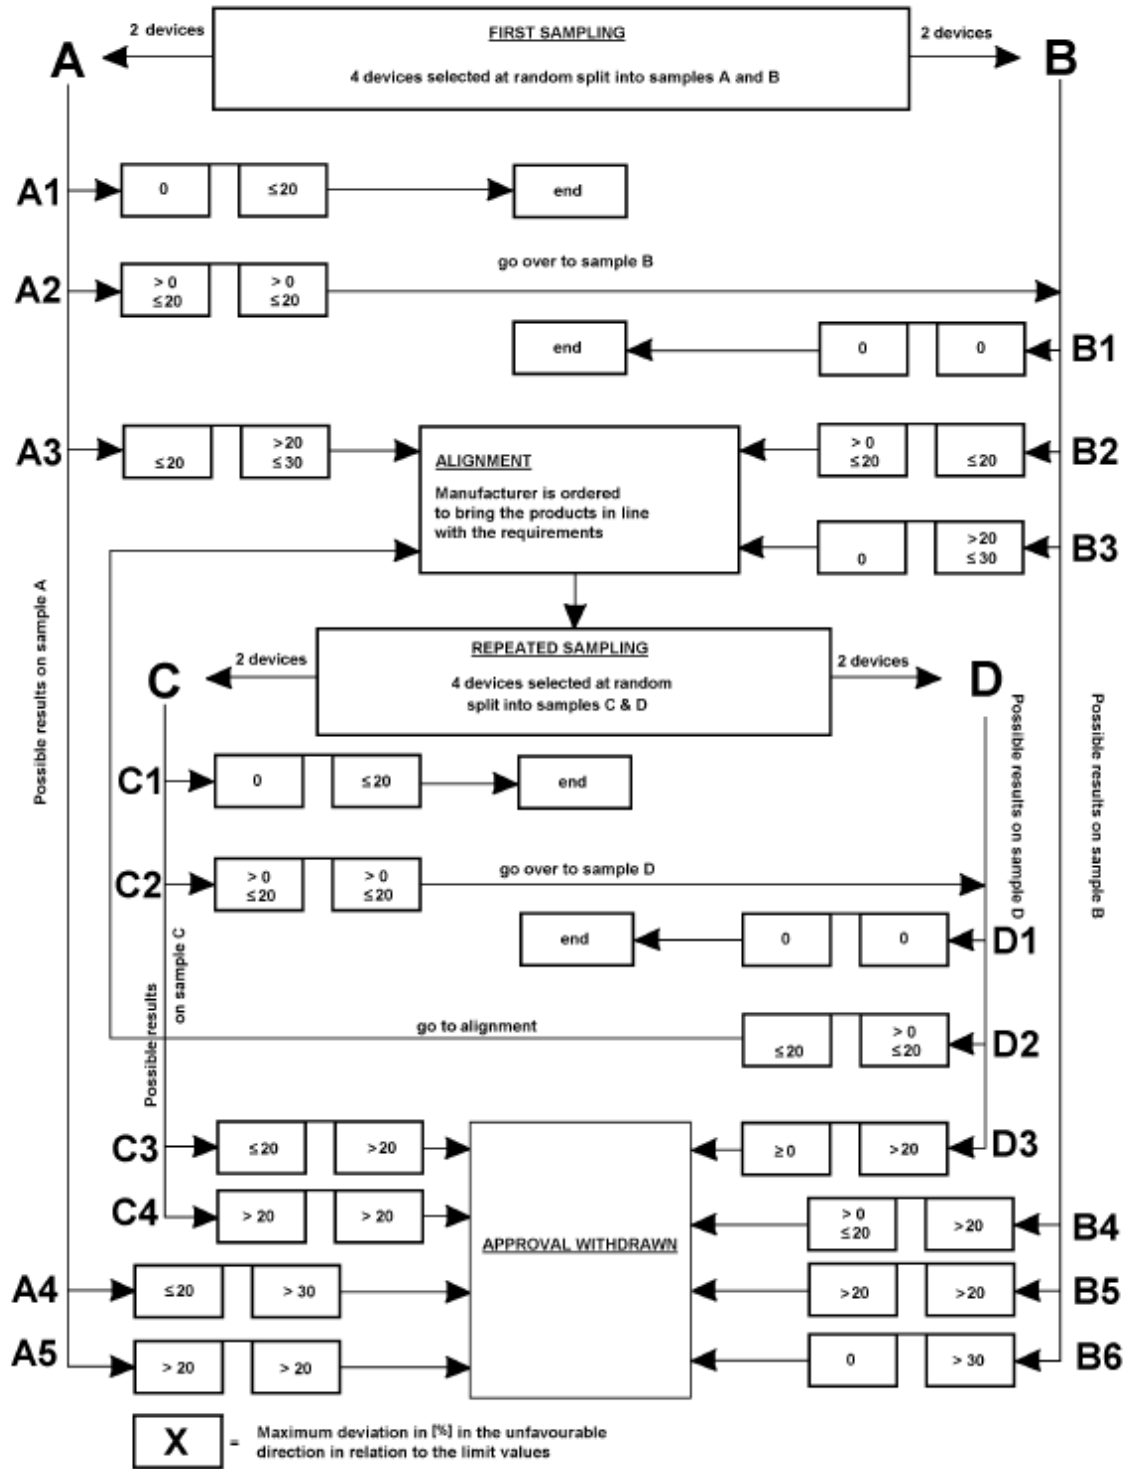 FIRST SAMPLING
2 devices
2 devices
A
B
4 devices selected at random split into samples A and B
A1
0
≤20
end
go over to sample B
A2
> 0
≤20
> 0
≤20
end
0
0
B1
A3
≤20
>20
≤30
ALIGNMENT
Manufacturer is ordered
to bring the products in line
with the requirements
> 0
≤20
≤20
B2
0
>20
≤30
B3
Possible results on sample A
REPEATED SAMPLING
2 devices
2 devices
C
D
4 devices selected at random
split into samples C & D
Possible results on sample D
Possible results on sample B
C1
0
≤20
end
go over to sample D
C2
> 0
≤20
> 0
≤20
end
0
0
D1
Possible results
on sample C
go to alignment
≤20
> 0
≤20
D2
C3
≤20
>20
≥0
>20
D3
C4
> 20
> 20
APPROVAL WITHDRAWN
> 0
≤20
>20
B4
A4
≤20
> 30
>20
>20
B5
A5
> 20
> 20
0
> 30
B6
X
= Maximum deviation in [%] in the unfavourable
direction in relation to the limit values